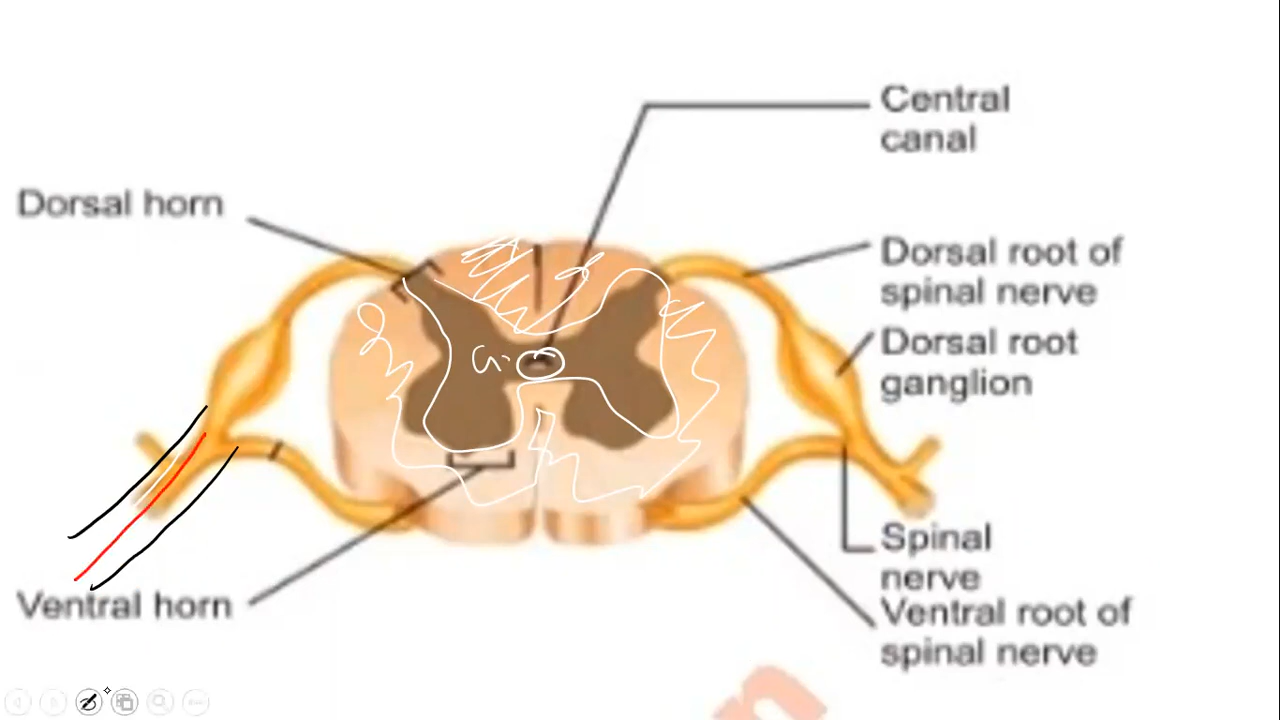 Central
canal
Dorsal horn
Dorsal root of
spinal nerve
Dorsal root
ganglion
Spinal
nerve
Ventral horn
Ventral root of
spinal nerve